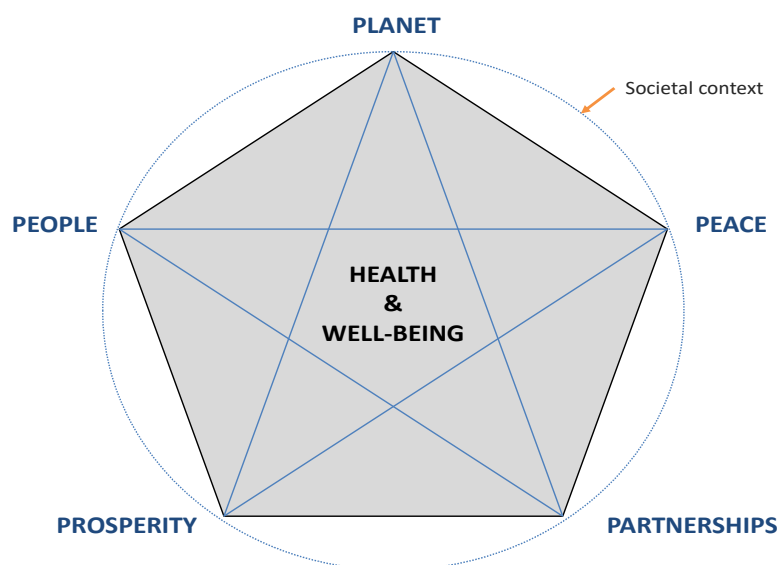 PLANET
Societal context
PEOPLE
PEACE
HEALTH
&
WELL-BEING
PROSPERITY
PARTNERSHIPS